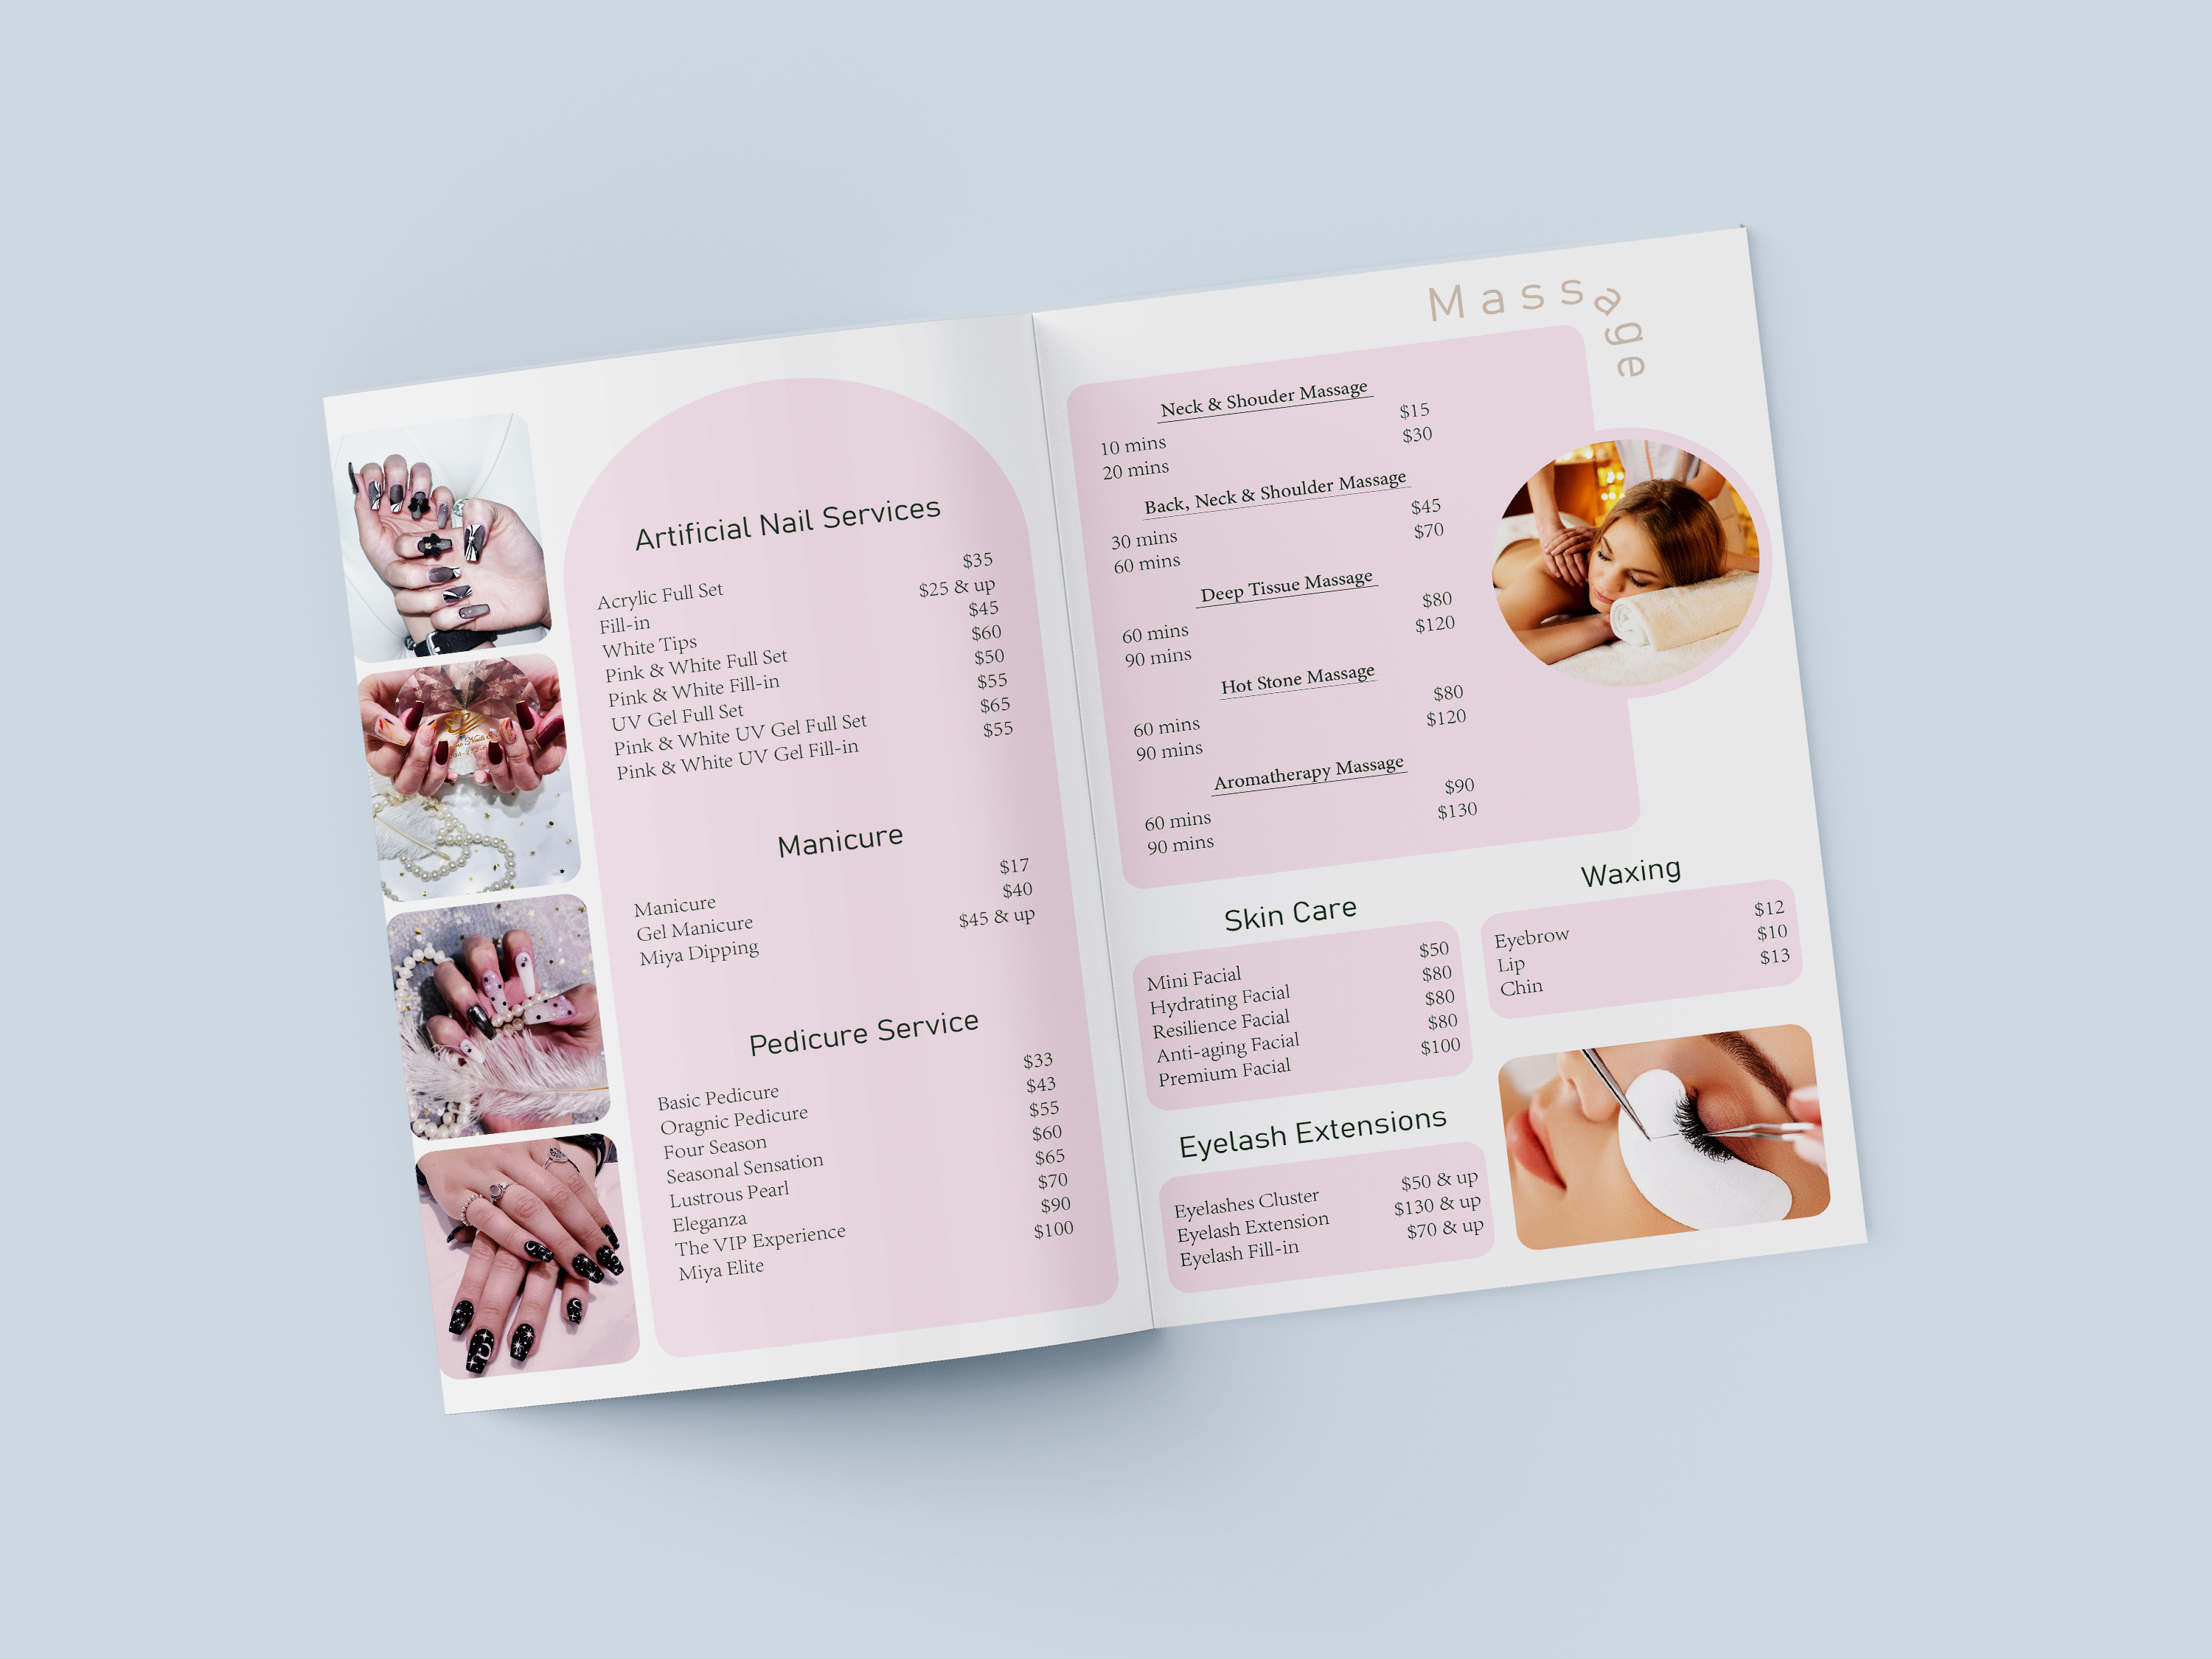 Artificial Nail Services
Acrylic Full Set $35
Fill-in $25 & up
White Tips $45
Pink & White Full Set $60
Pink & White Fill-in $50
UV Gel Full Set $55
Pink & White UV Gel Full Set $65
Pink & White UV Gel Fill-in $55
Manicure
Manicure $17
Gel Manicure $40
Miya Dipping $45 & up
Pedicure Service
Basic Pedicure $33
Oragnic Pedicure $43
Four Season $55
Seasonal Sensation $60
Lustrous Pearl $65
Eleganza $70
The VIP Experience $90
Miya Elite $100
Massage
Neck & Shouder Massage
10 mins $15
20 mins $30
Back, Neck & Shoulder Massage
30 mins $45
60 mins $70
Deep Tissue Massage
60 mins $80
90 mins $120
Hot Stone Massage
60 mins $80
90 mins $120
Aromatherapy Massage
60 mins $90
90 mins $130
Skin Care
Mini Facial $50
Hydrating Facial $80
Resilience Facial $80
Anti-aging Facial $80
Premium Facial $100
Waxing
Eyebrow $12
Lip $10
Chin $13
Eyelash Extensions
Eyelashes Cluster $50 & up
Eyelash Extension $130 & up
Eyelash Fill-in $70 & up